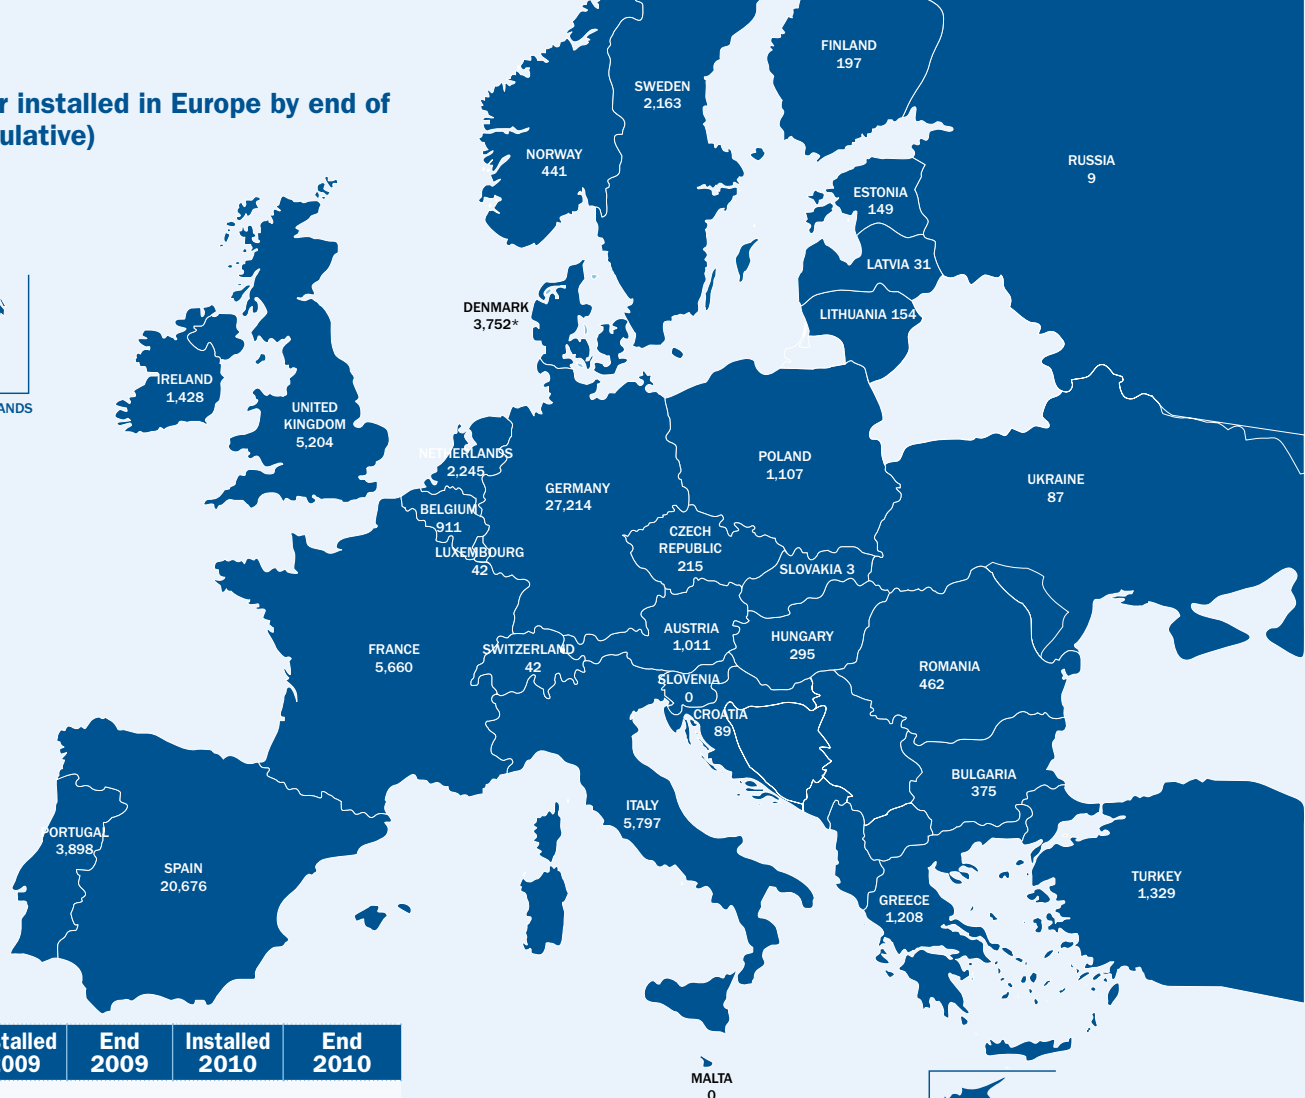 r installed in Europe by end of
ulative)
FINLAND
197
SWEDEN
2,163
NORWAY
441
RUSSIA
9
ESTONIA
149
LATVIA 31
LITHUANIA 154
DENMARK
3,752*
IRELAND
1,428
UNITED
KINGDOM
5,204
ANDS
NETHERLANDS
2,245
POLAND
1,107
GERMANY
27,214
UKRAINE
87
BELGIUM
911
CZECH
REPUBLIC
215
LUXEMBOURG
42
SLOVAKIA 3
AUSTRIA
1,011
HUNGARY
295
FRANCE
5,660
SWITZERLAND
42
ROMANIA
462
SLOVENIA
0
CROATIA
89
BULGARIA
375
ITALY
5,797
PORTUGAL
3,898
SPAIN
20,676
TURKEY
1,329
GREECE
1,208
talled
009
End
2009
Installed
2010
End
2010
MALTA
0